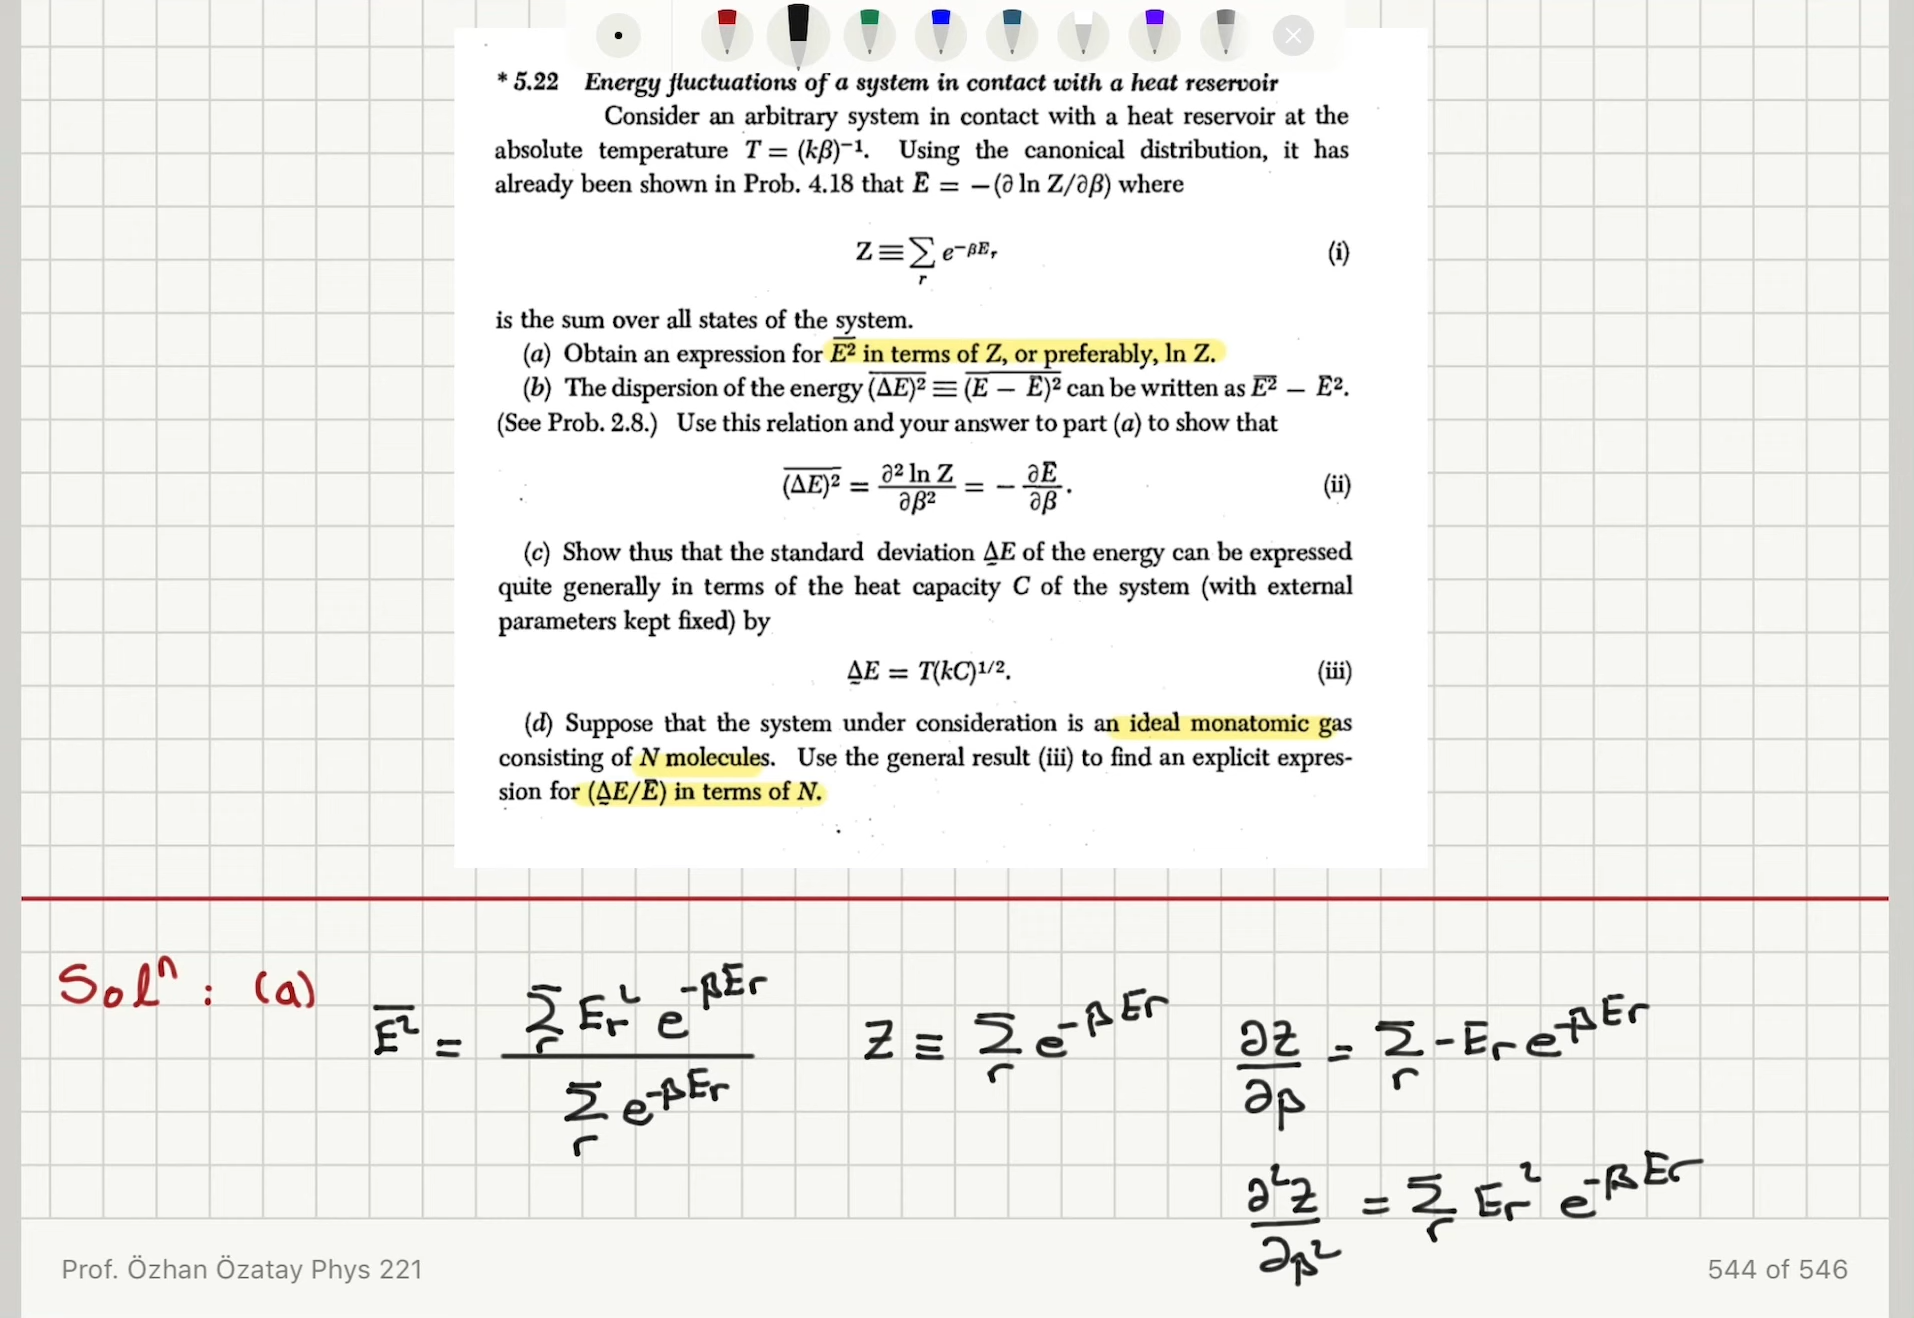 * 5.22 Energy fluctuations of a system in contact with a heat reservoir
Consider an arbitrary system in contact with a heat reservoir at the
absolute temperature T = (kβ)⁻¹. Using the canonical distribution, it has
already been shown in Prob. 4.18 that Ē = −(∂ ln Z/∂β) where
Z ≡ ∑_r e^{−βE_r} (i)
is the sum over all states of the system.
(a) Obtain an expression for \overline{E²} in terms of Z, or preferably, ln Z.
(b) The dispersion of the energy \overline{(ΔE)²} ≡ \overline{(E − Ē)²} can be written as \overline{E²} − Ē².
(See Prob. 2.8.) Use this relation and your answer to part (a) to show that
\overline{(ΔE)²} = ∂² ln Z/∂β² = − ∂Ē/∂β. (ii)
(c) Show thus that the standard deviation Δ̰E of the energy can be expressed
quite generally in terms of the heat capacity C of the system (with external
parameters kept fixed) by
Δ̰E = T(kC)^{1/2}. (iii)
(d) Suppose that the system under consideration is an ideal monatomic gas
consisting of N molecules. Use the general result (iii) to find an explicit expres-
sion for (Δ̰E/Ē) in terms of N.
Solⁿ : (a) \overline{E²} = ∑_r E_r² e^{-βE_r} / ∑_r e^{-βE_r} Z ≡ ∑_r e^{-βE_r} ∂Z/∂β = ∑_r -E_r e^{-βE_r}
∂²Z/∂β² = ∑_r E_r² e^{-βE_r}
Prof. Özhan Özatay Phys 221
544 of 546